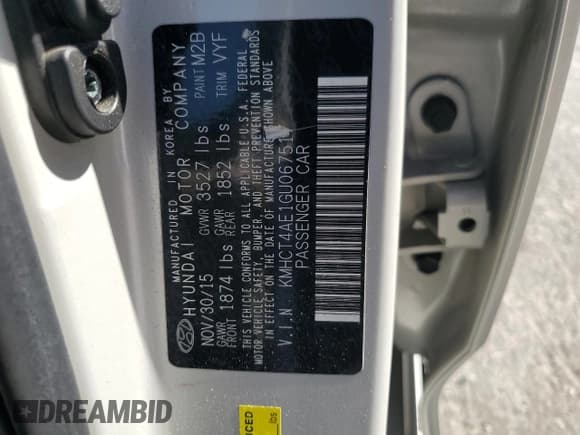 MANUFACTURED IN KOREA BY
HYUNDAI MOTOR COMPANY
NOV/30/15 GVWR 3527 lbs PAINT M2B
GAWR FRONT 1874 lbs GAWR REAR 1852 lbs TRIM VYF
THIS VEHICLE CONFORMS TO ALL APPLICABLE U.S.A. FEDERAL
MOTOR VEHICLE SAFETY, BUMPER, AND THEFT PREVENTION STANDARDS
IN EFFECT ON THE DATE OF MANUFACTURE SHOWN ABOVE
V.I.N KMHCT4AE1GU067511
PASSENGER CAR
lbs
DREAMBID